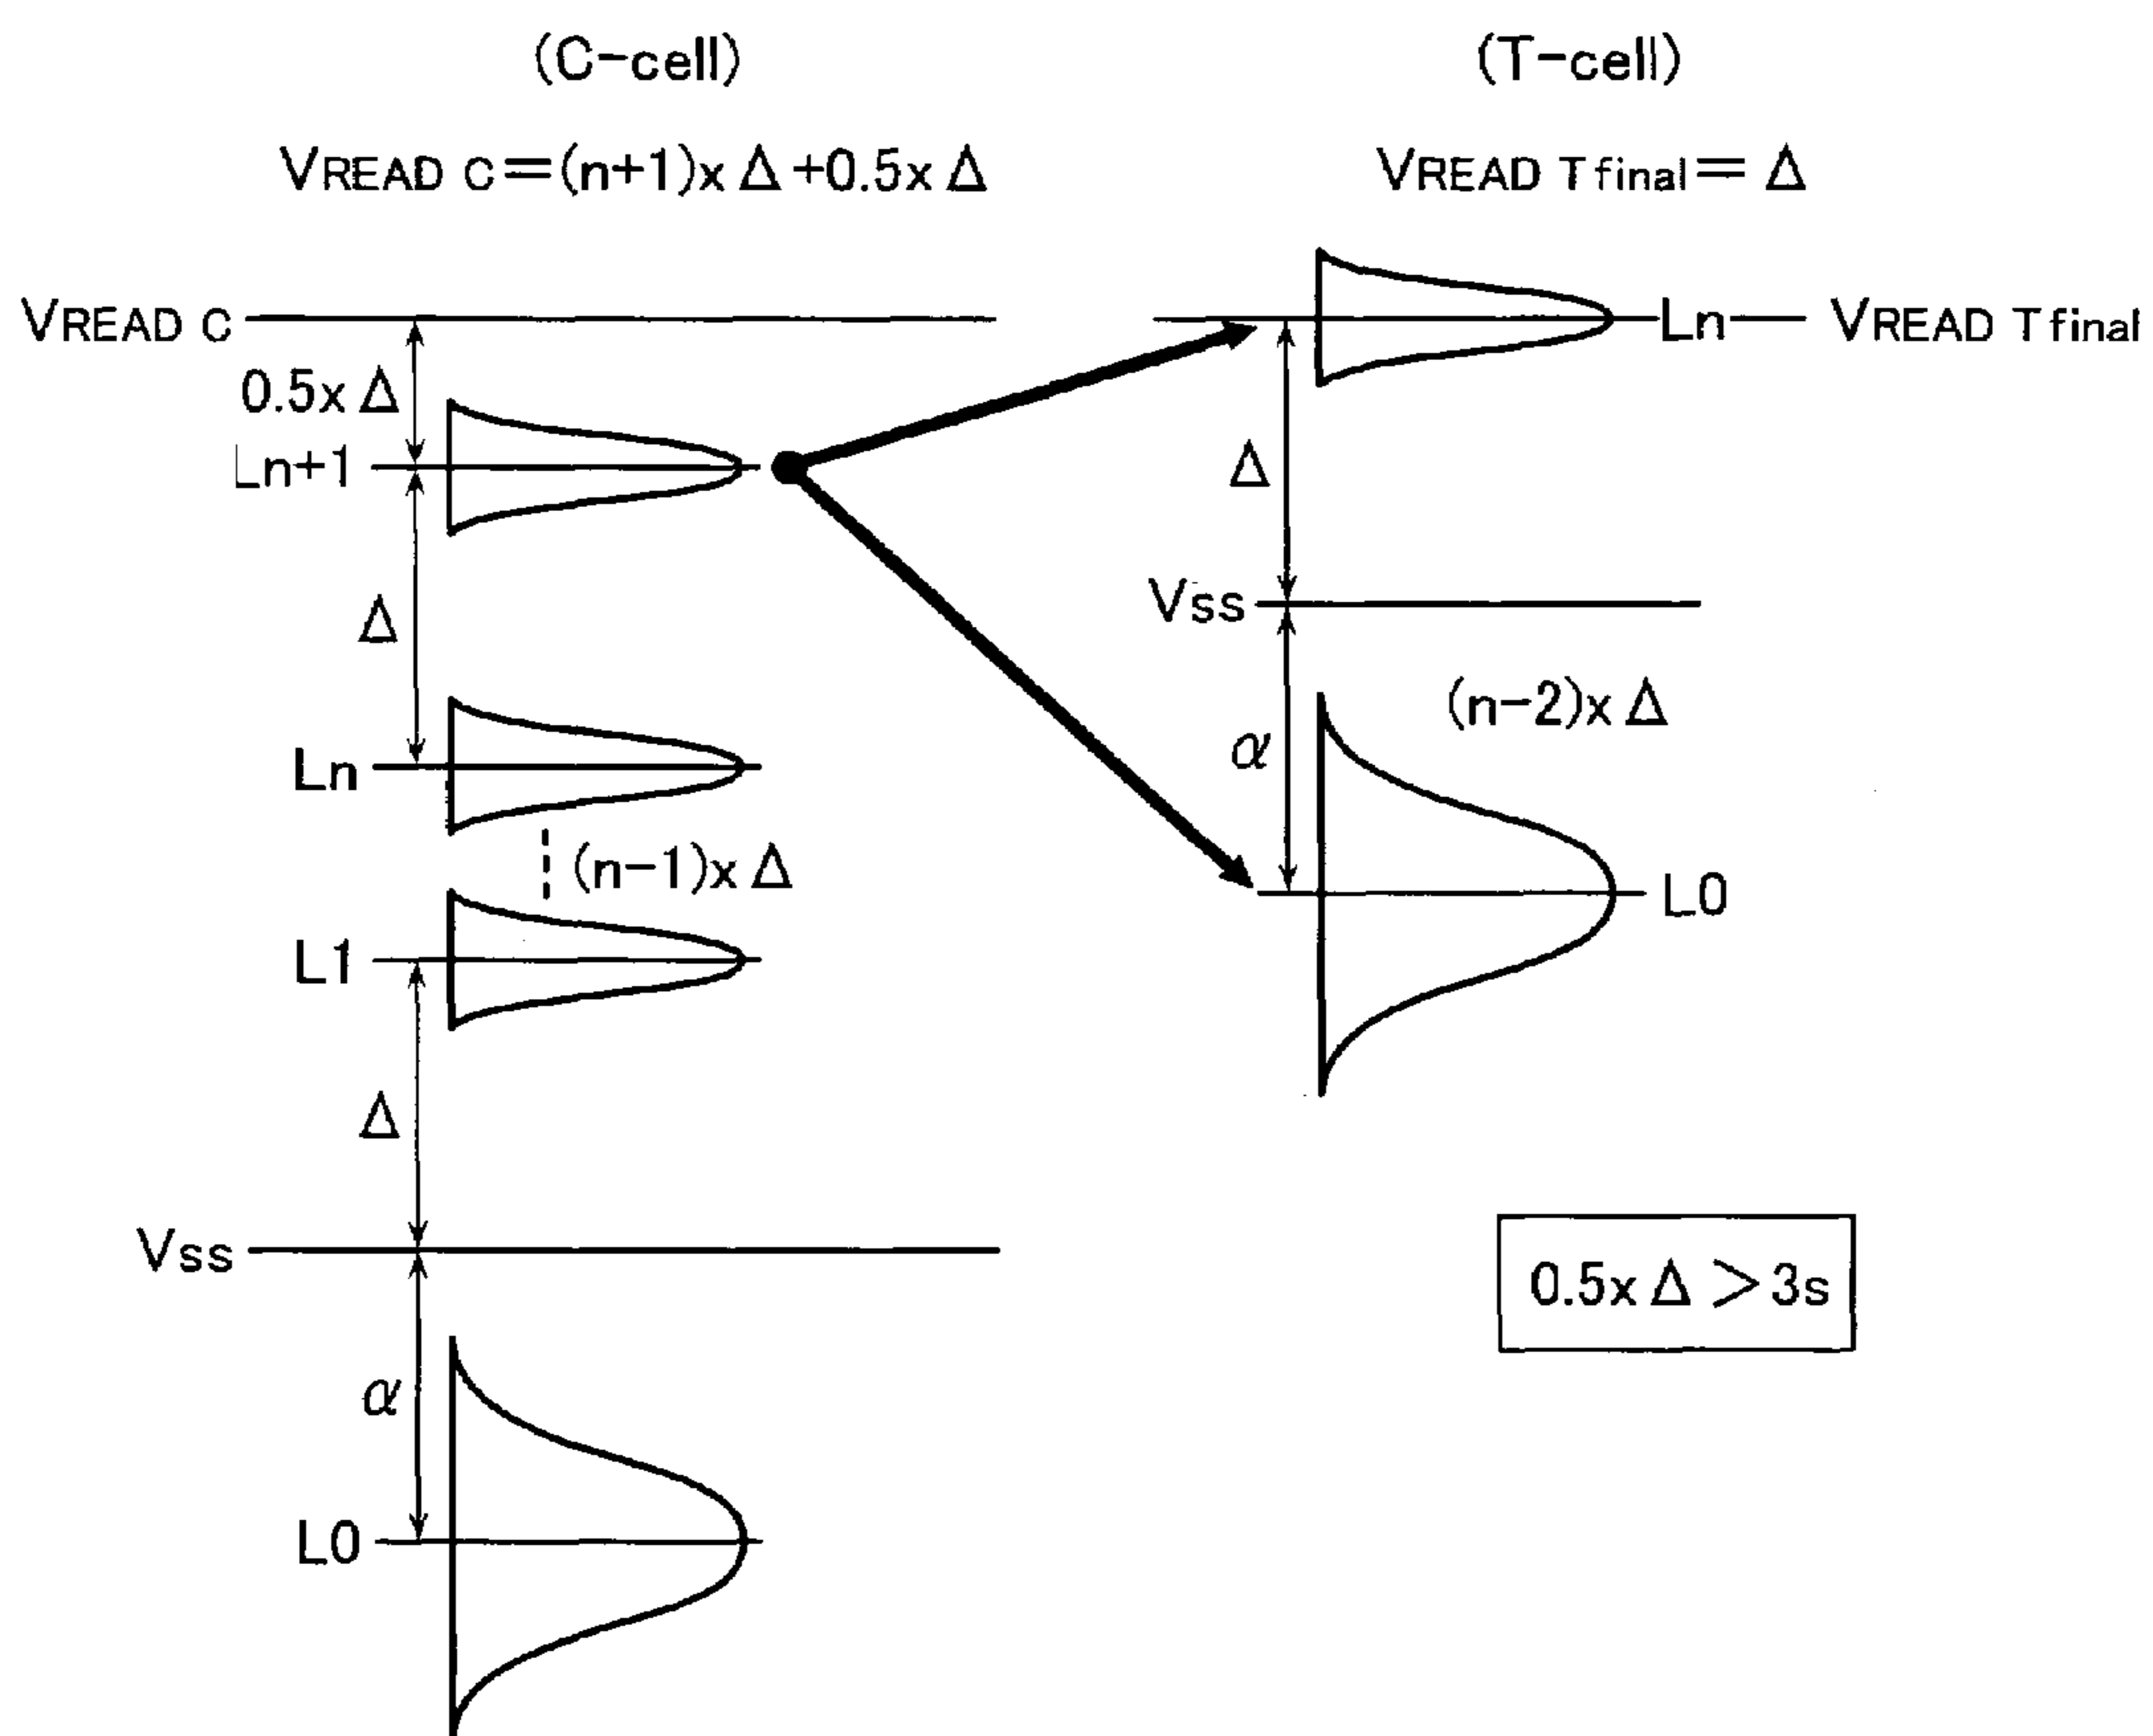 (C-cell)
(T-cell)
VREAD C=(n+1)x Δ+0.5x Δ
VREAD Tfinal= Δ
VREAD C
Ln
VREAD Tfinal
0.5x Δ
Ln+1
Δ
Δ
Vss
(n-2)x Δ
α
Ln
(n-1)x Δ
L0
L1
Δ
Vss
0.5x Δ >3s
α
L0